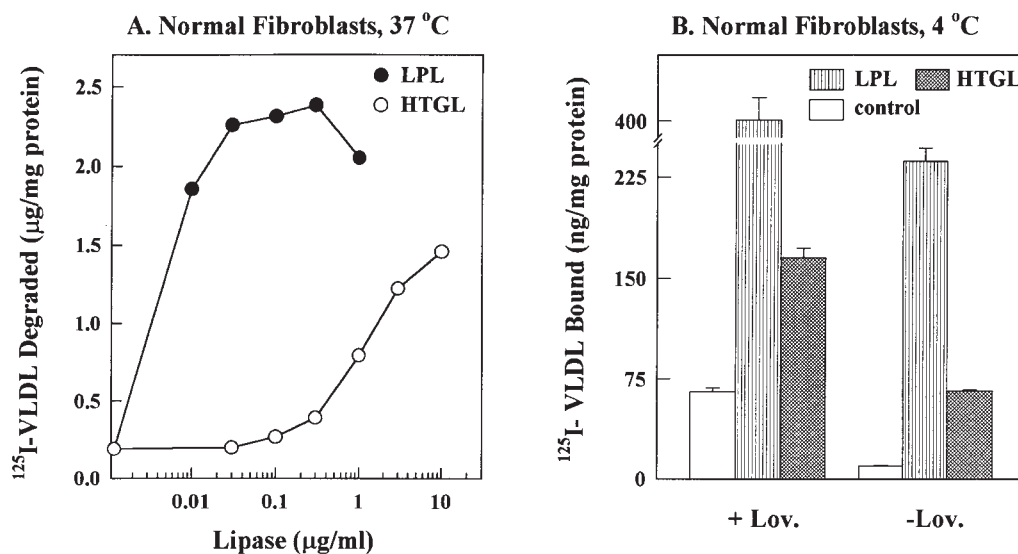 A. Normal Fibroblasts, 37 °C
¹²⁵I-VLDL Degraded (µg/mg protein)
2.5
2.0
1.5
1.0
0.5
0.0
LPL
HTGL
0.01
0.1
1
10
Lipase (µg/ml)
B. Normal Fibroblasts, 4 °C
¹²⁵I- VLDL Bound (ng/mg protein)
400
225
150
75
0
LPL
HTGL
control
+ Lov.
-Lov.